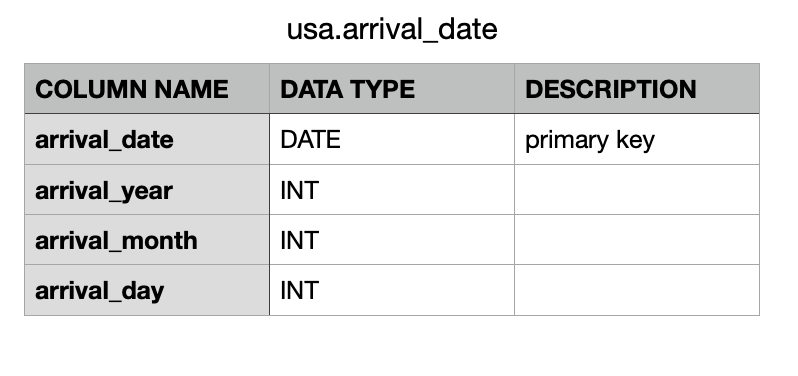 usa.arrival_date
COLUMN NAME DATA TYPE DESCRIPTION
arrival_date DATE primary key
arrival_year INT
arrival_month INT
arrival_day INT